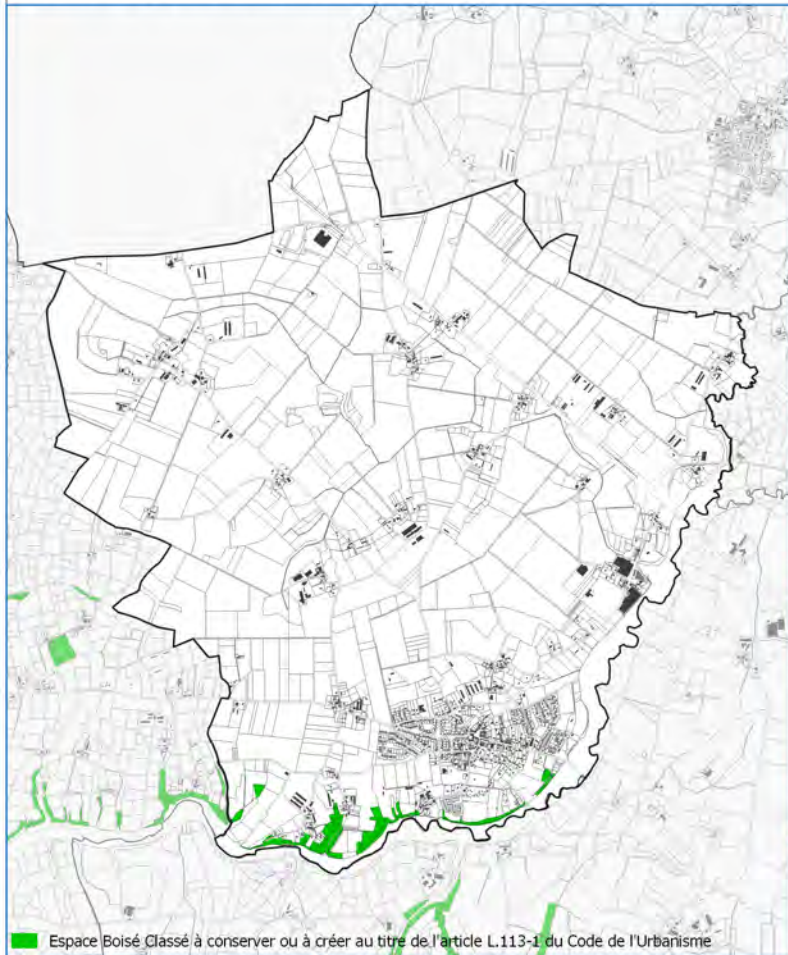 Espace Boisé Classé à conserver ou à créer au titre de l'article L.113-1 du Code de l'Urbanisme